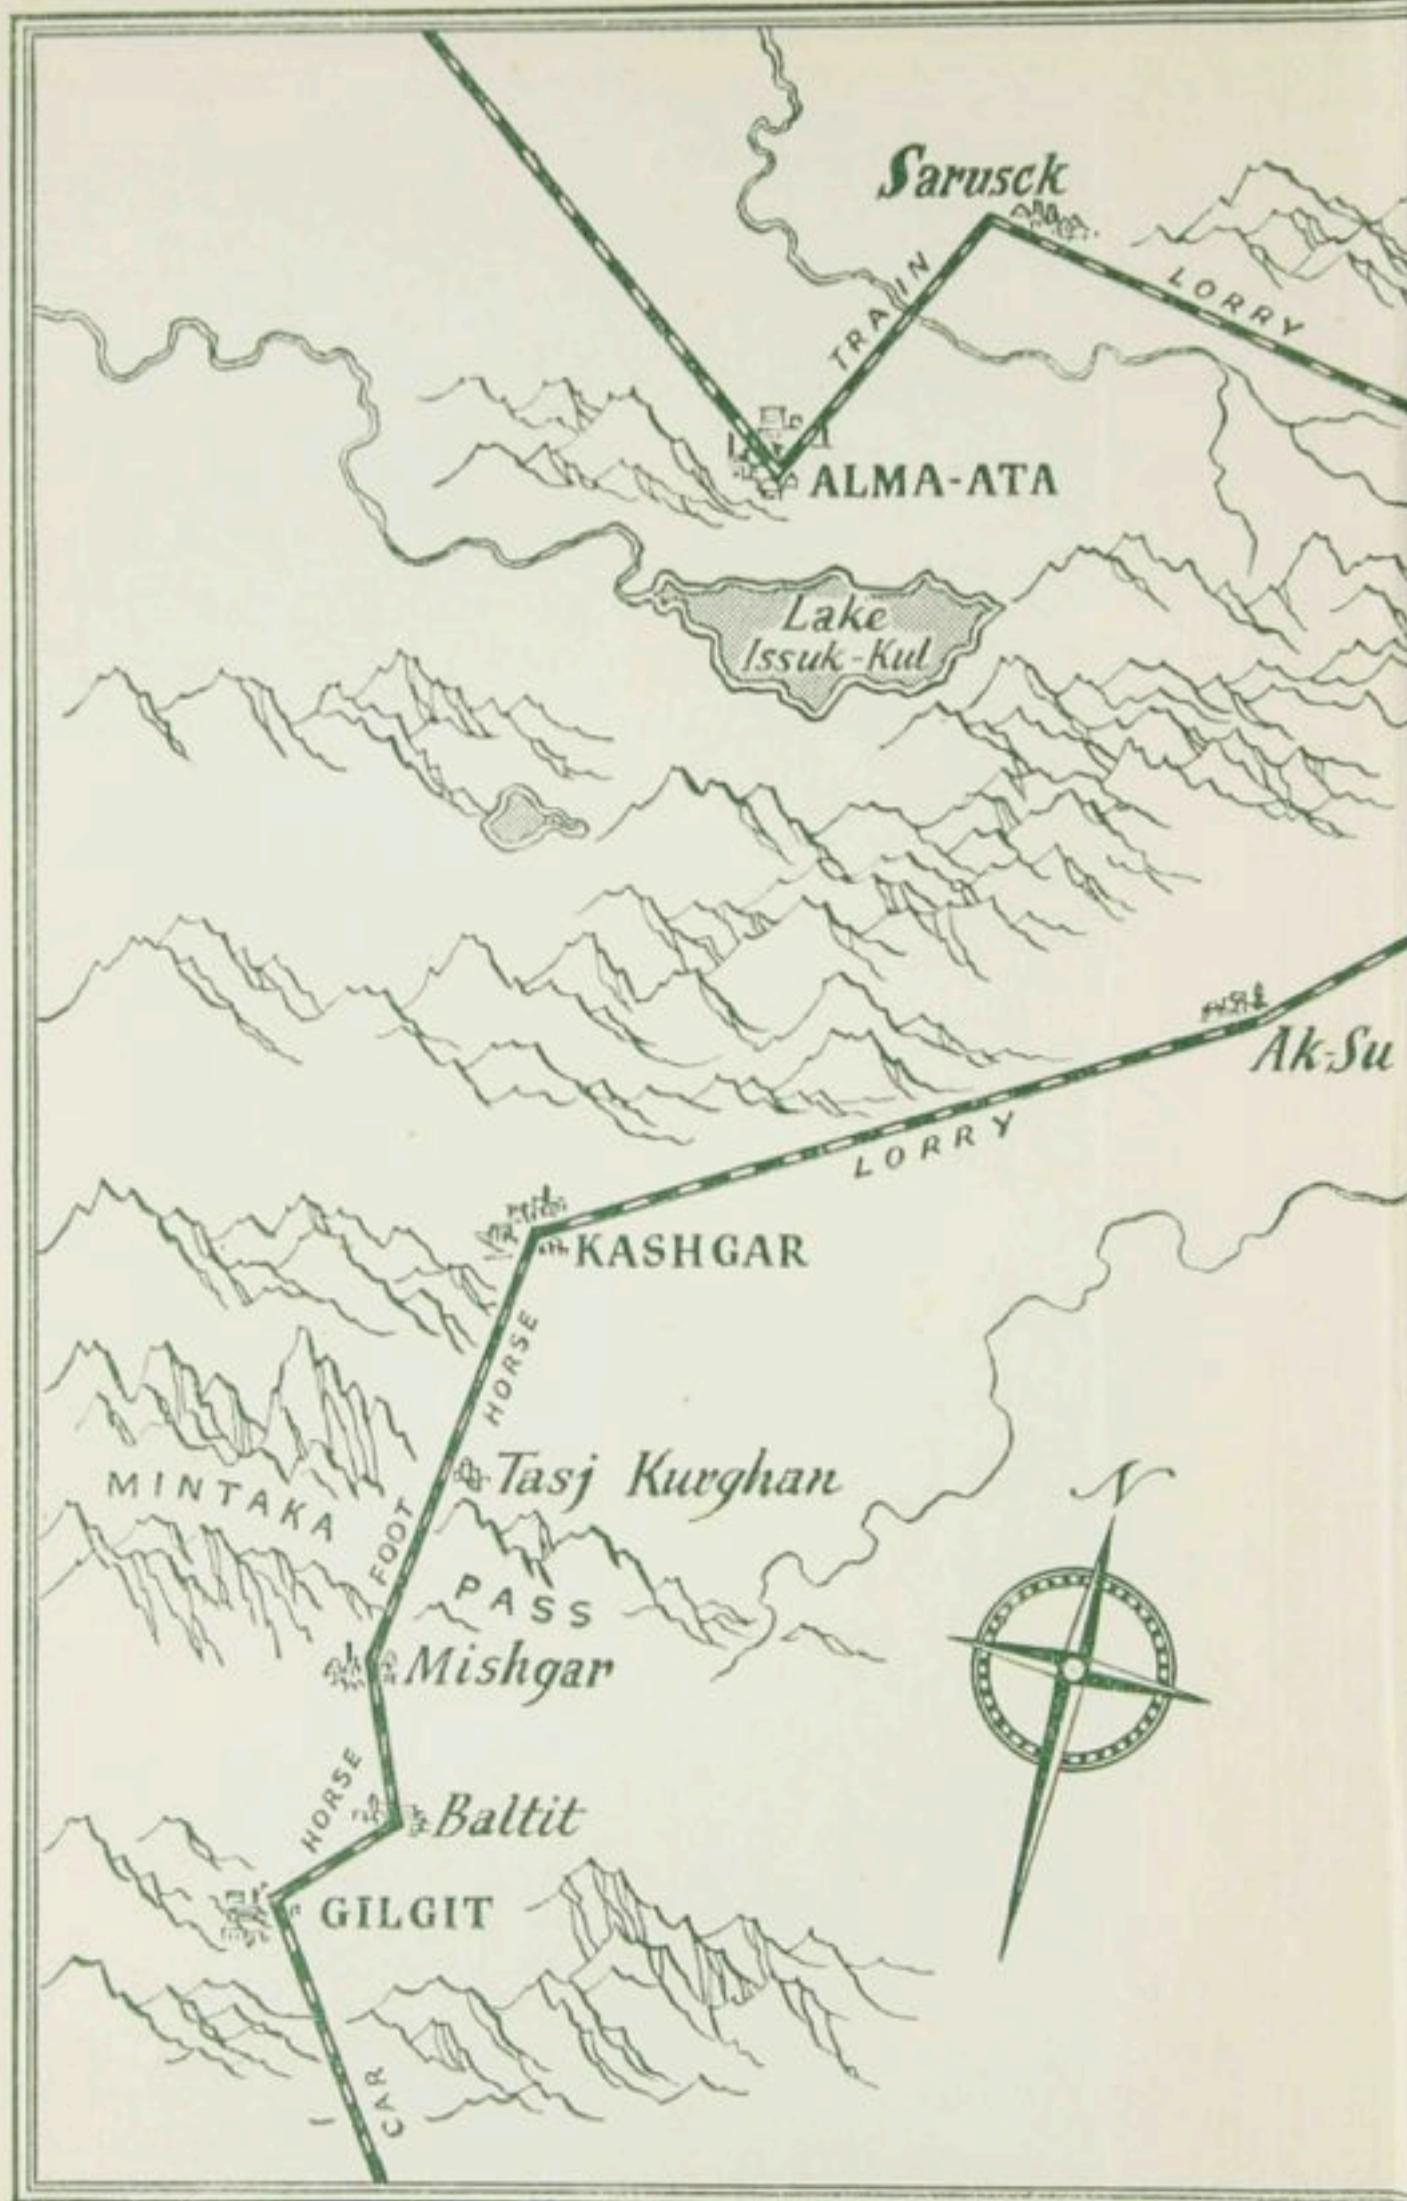 Sarusck
LORRY
TRAIN
ALMA-ATA
Lake
Issuk-Kul
Ak-Su
LORRY
KASHGAR
HORSE
Tasj Kurghan
MINTAKA
FOOT
PASS
Mishgar
N
HORSE
Baltit
GILGIT
CAR